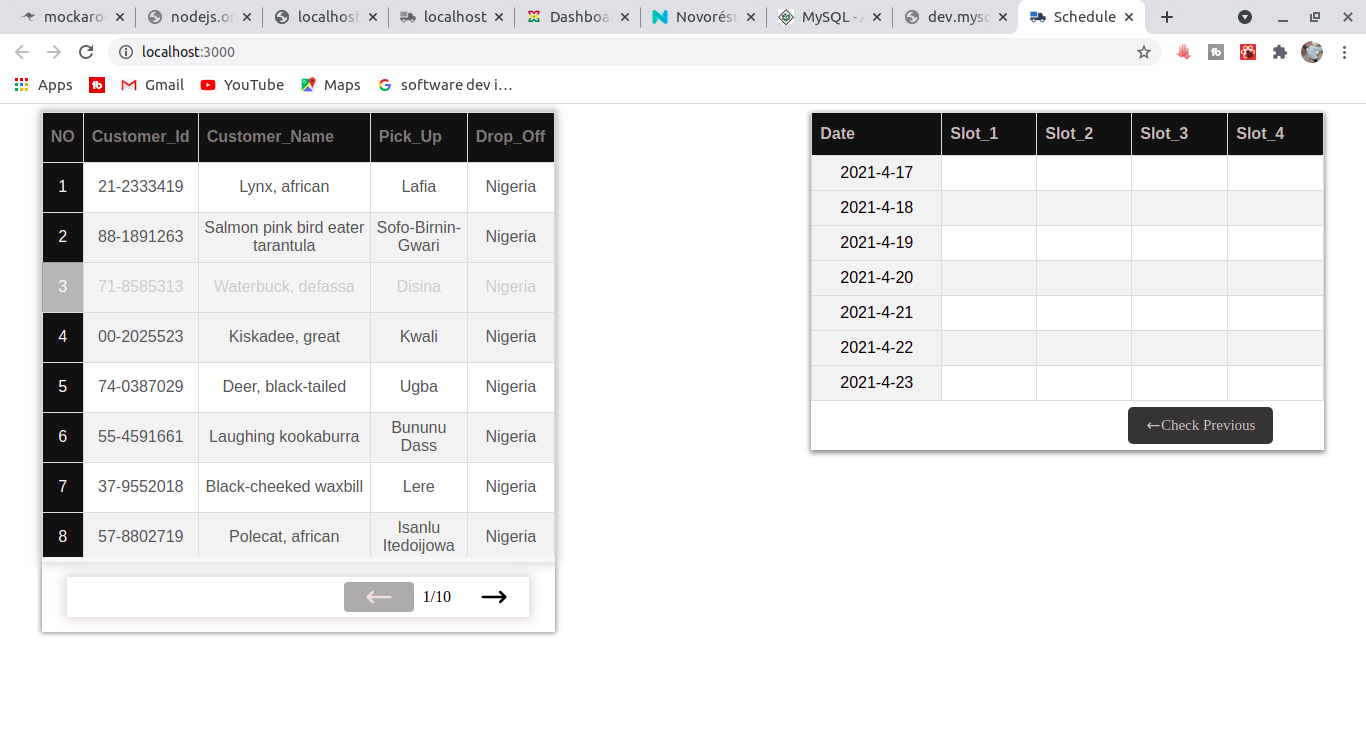 mockaro nodejs.or localhost localhost Dashboa Novorésu MySQL - A dev.mysq Schedule
localhost:3000
Apps Gmail YouTube Maps software dev i…
NO Customer_Id Customer_Name Pick_Up Drop_Off
1 21-2333419 Lynx, african Lafia Nigeria
2 88-1891263 Salmon pink bird eater tarantula Sofo-Birnin-Gwari Nigeria
3 71-8585313 Waterbuck, defassa Disina Nigeria
4 00-2025523 Kiskadee, great Kwali Nigeria
5 74-0387029 Deer, black-tailed Ugba Nigeria
6 55-4591661 Laughing kookaburra Bununu Dass Nigeria
7 37-9552018 Black-cheeked waxbill Lere Nigeria
8 57-8802719 Polecat, african Isanlu Itedoijowa Nigeria
← 1/10 →
Date Slot_1 Slot_2 Slot_3 Slot_4
2021-4-17
2021-4-18
2021-4-19
2021-4-20
2021-4-21
2021-4-22
2021-4-23
←Check Previous